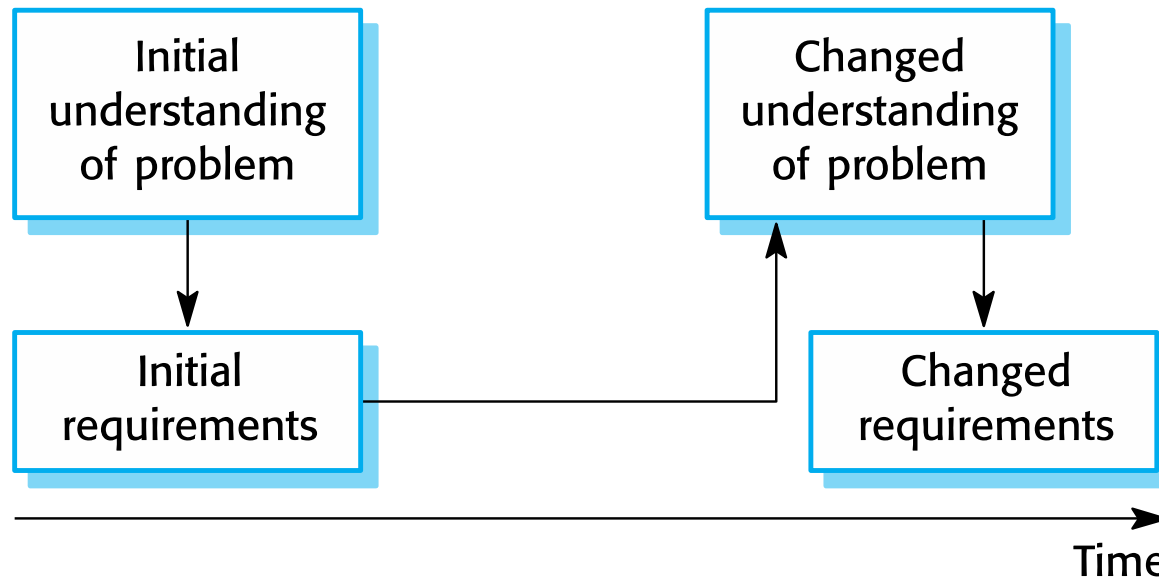 Initial
understanding
of problem
Changed
understanding
of problem
Initial
requirements
Changed
requirements
Time